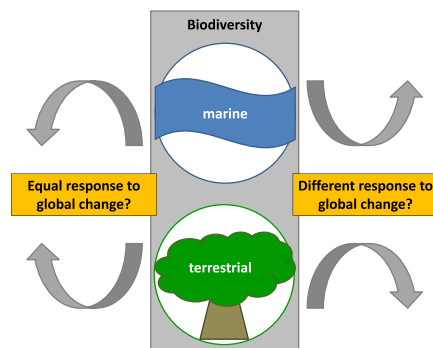 Biodiversity
marine
Equal response to
global change?
Different response to
global change?
terrestrial